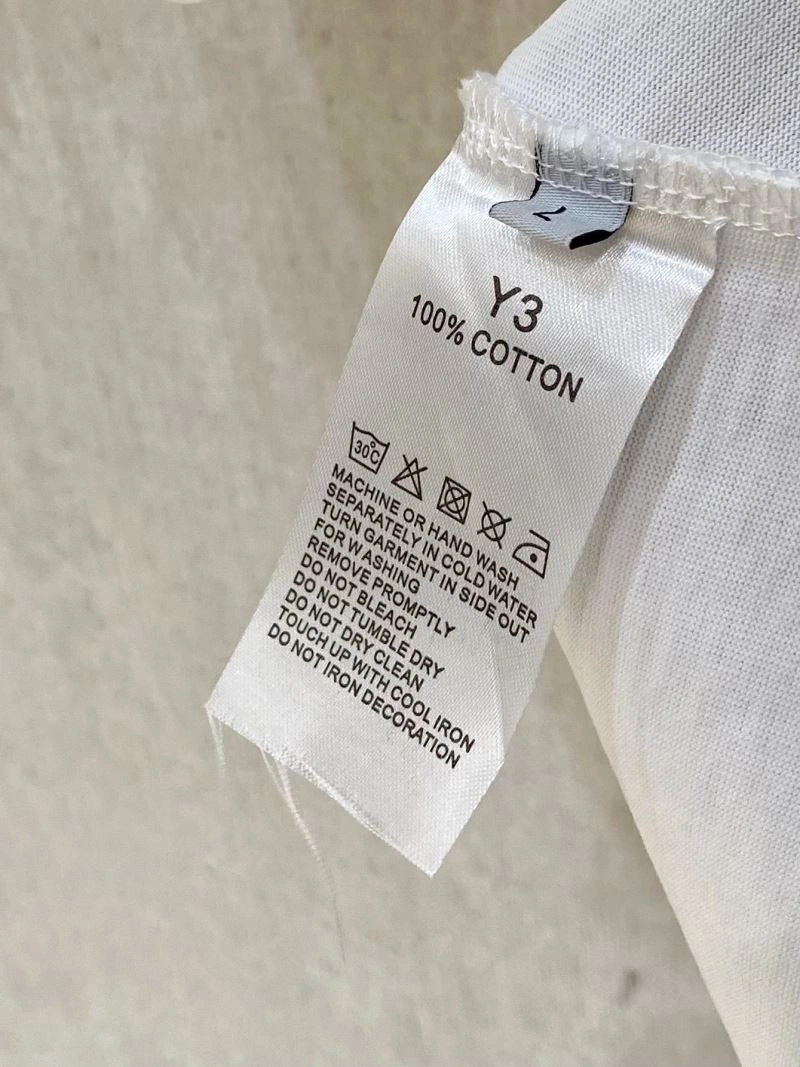 Y3
100% COTTON
30°C
MACHINE OR HAND WASH
SEPARATELY IN COLD WATER
TURN GARMENT IN SIDE OUT
FOR WASHING
REMOVE PROMPTLY
DO NOT BLEACH
DO NOT TUMBLE DRY
DO NOT DRY CLEAN
TOUCH UP WITH COOL IRON
DO NOT IRON DECORATION